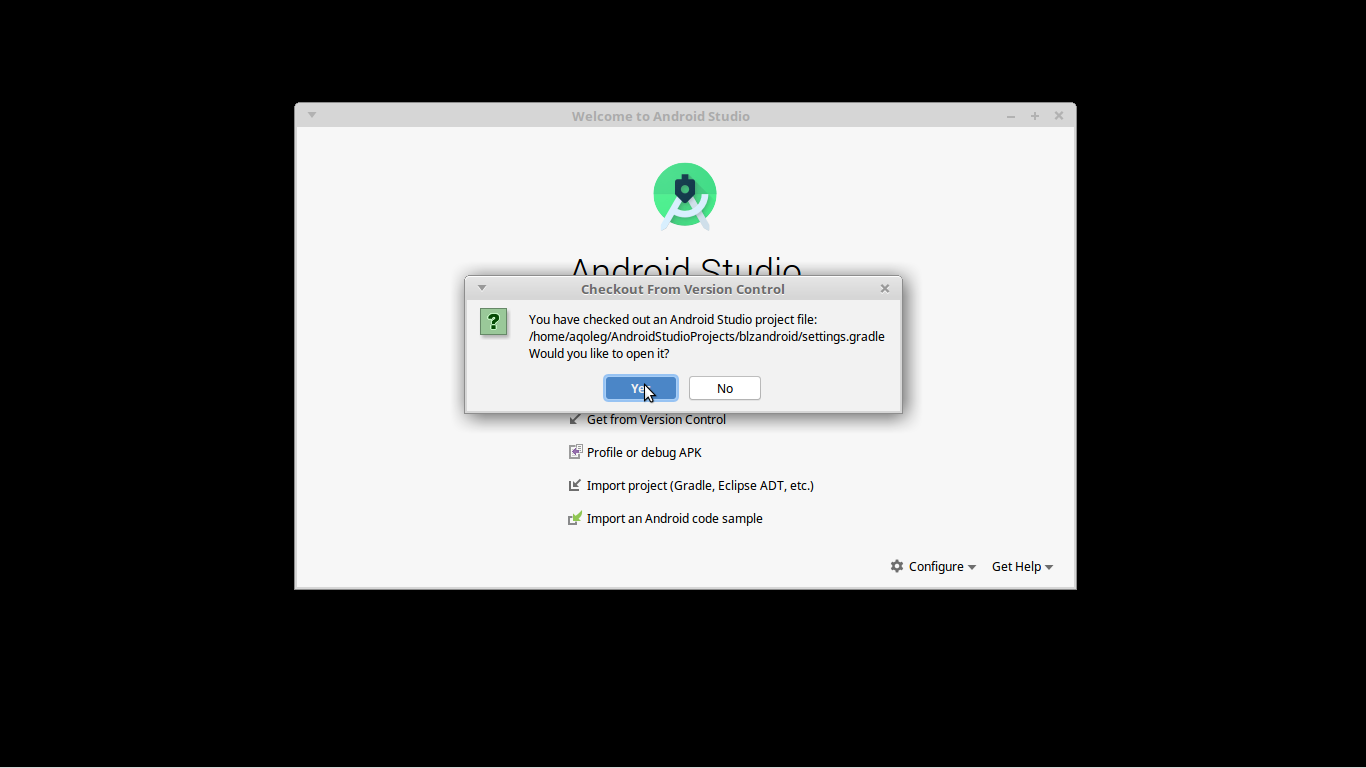 Welcome to Android Studio
Android Studio
Checkout From Version Control
You have checked out an Android Studio project file:
/home/aqoleg/AndroidStudioProjects/blzandroid/settings.gradle
Would you like to open it?
Yes
No
Get from Version Control
Profile or debug APK
Import project (Gradle, Eclipse ADT, etc.)
Import an Android code sample
Configure
Get Help